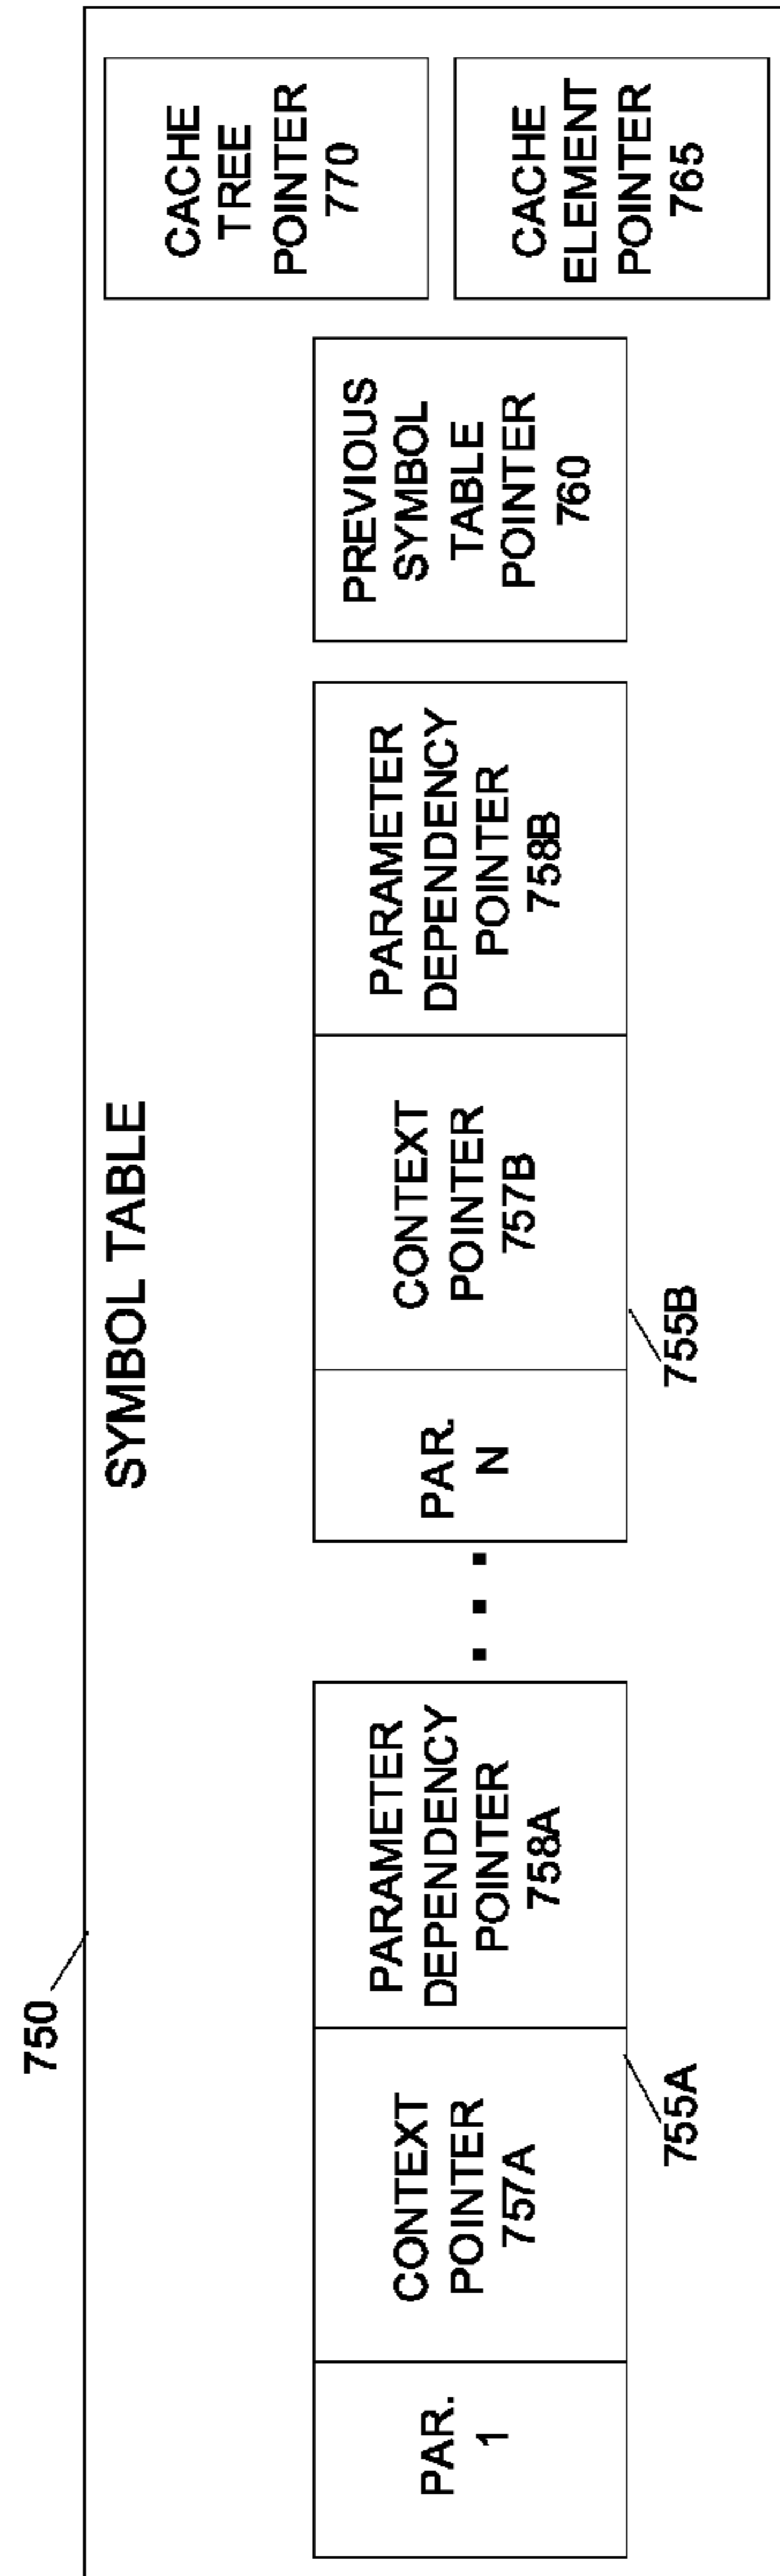 750
SYMBOL TABLE
PAR.
1
CONTEXT
POINTER
757A
PARAMETER
DEPENDENCY
POINTER
758A
755A
. . .
PAR.
N
CONTEXT
POINTER
757B
PARAMETER
DEPENDENCY
POINTER
758B
755B
PREVIOUS
SYMBOL
TABLE
POINTER
760
CACHE
TREE
POINTER
770
CACHE
ELEMENT
POINTER
765